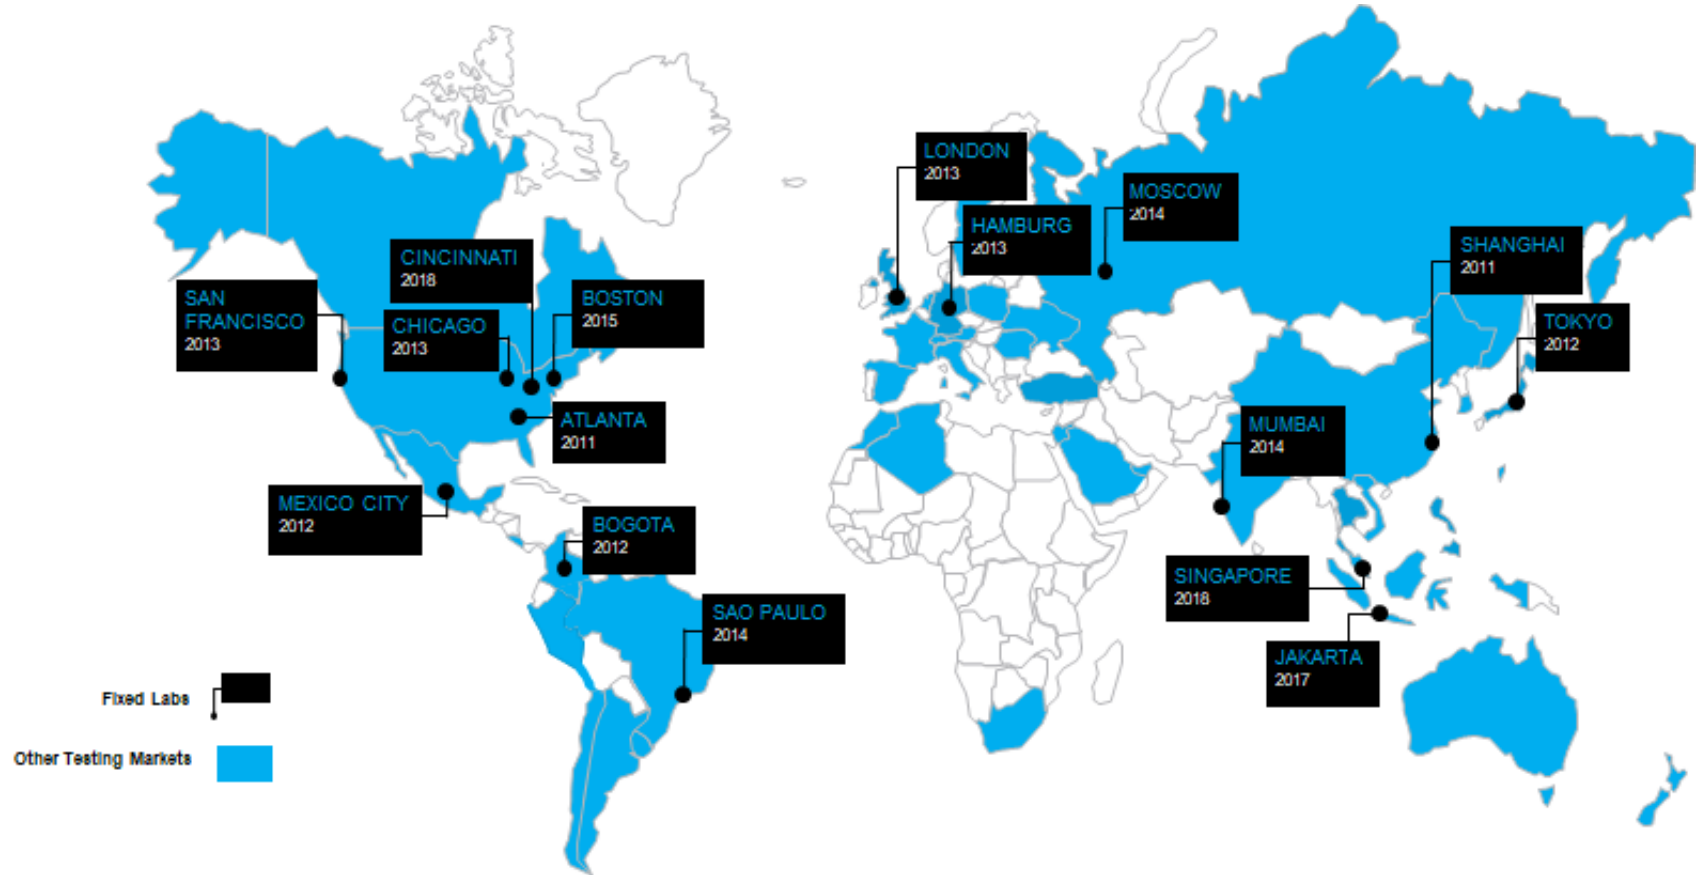 LONDON
2013
MOSCOW
2014
HAMBURG
2013
SHANGHAI
2011
CINCINNATI
2018
SAN
FRANCISCO
2013
BOSTON
2015
CHICAGO
2013
TOKYO
2012
ATLANTA
2011
MUMBAI
2014
MEXICO CITY
2012
BOGOTA
2012
SINGAPORE
2018
SAO PAULO
2014
JAKARTA
2017
Fixed Labs
Other Testing Markets